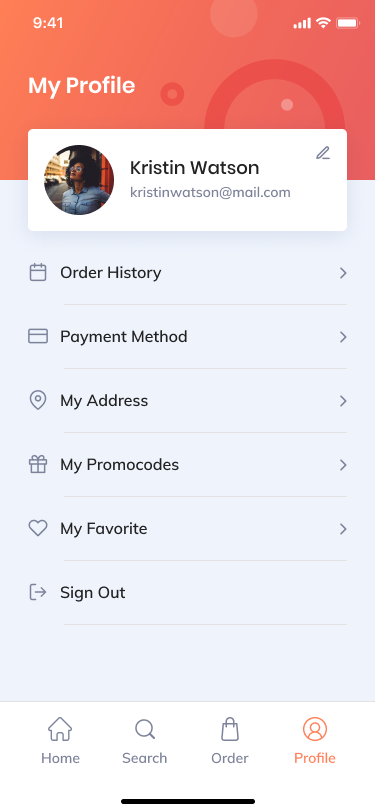 9:41
My Profile
Kristin Watson
kristinwatson@mail.com
Order History
Payment Method
My Address
My Promocodes
My Favorite
Sign Out
Home Search Order Profile